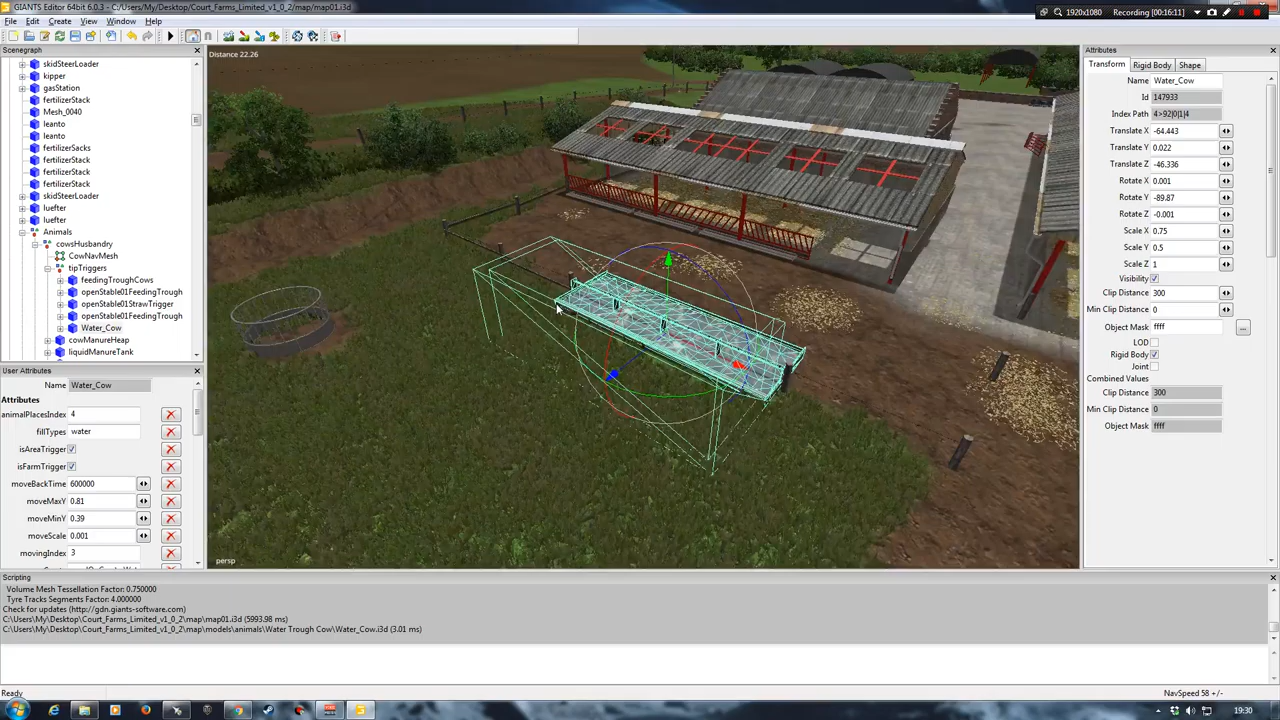 GIANTS Editor 64bit 6.0.3 - C:/Users/My/Desktop/Court_Farms_Limited_v1_0_2/map/map01.i3d
1920x1080
Recording [00:16:11]
File Edit Create View Window Help
Scenegraph
skidSteerLoader
kipper
gasStation
fertilizerStack
Mesh_0040
leanto
leanto
fertilizerSacks
fertilizerStack
fertilizerStack
fertilizerStack
skidSteerLoader
luefter
luefter
Animals
cowsHusbandry
CowNavMesh
tipTriggers
feedingTroughCows
openStable01FeedingTrough
openStable01StrawTrigger
openStable01FeedingTrough
Water_Cow
cowManureHeap
liquidManureTank
User Attributes
Name Water_Cow
Attributes
animalPlacesIndex 4
fillTypes water
isAreaTrigger
isFarmTrigger
moveBackTime 600000
moveMaxY 0.81
moveMinY 0.39
moveScale 0.001
movingIndex 3
Distance 22.26
persp
Attributes
Transform Rigid Body Shape
Name Water_Cow
Id 147933
Index Path 4>92|0|1|4
Translate X -64.443
Translate Y 0.022
Translate Z -46.336
Rotate X 0.001
Rotate Y -89.87
Rotate Z -0.001
Scale X 0.75
Scale Y 0.5
Scale Z 1
Visibility
Clip Distance 300
Min Clip Distance 0
Object Mask ffff
...
LOD
Rigid Body
Joint
Combined Values
Clip Distance 300
Min Clip Distance 0
Object Mask ffff
Scripting
Volume Mesh Tessellation Factor: 0.750000
Tyre Tracks Segments Factor: 4.000000
Check for updates (http://gdn.giants-software.com)
C:\Users\My\Desktop\Court_Farms_Limited_v1_0_2\map\map01.i3d (5993.98 ms)
C:\Users\My\Desktop\Court_Farms_Limited_v1_0_2\map\models\animals\Water Trough Cow\Water_Cow.i3d (3.01 ms)
Ready
NavSpeed 58 +/-
19:30